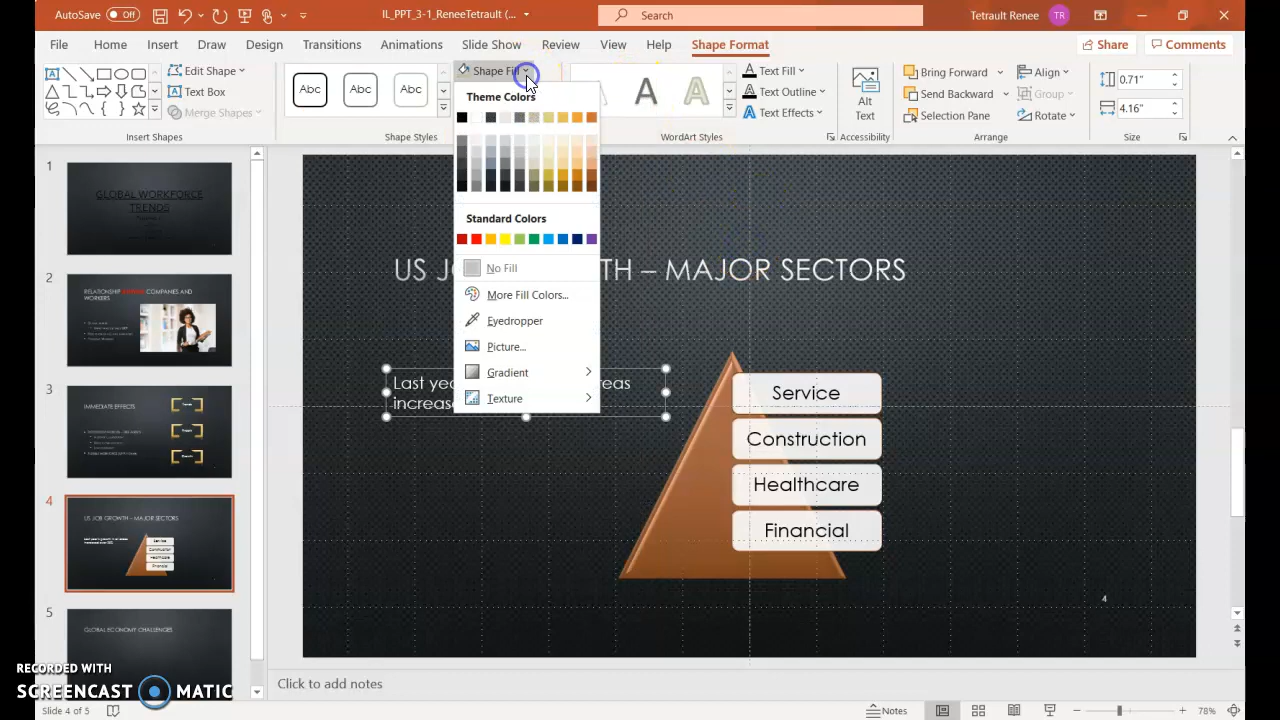 AutoSave Off IL_PPT_3-1_ReneeTetrault (... Search Tetrault Renee TR
File Home Insert Draw Design Transitions Animations Slide Show Review View Help Shape Format Share Comments
Edit Shape
Text Box
Merge Shapes
Insert Shapes
Abc Abc Abc
Shape Styles
Shape Fill
Theme Colors
Standard Colors
No Fill
More Fill Colors...
Eyedropper
Picture...
Gradient
Texture
A A
Text Fill
Text Outline
Text Effects
WordArt Styles
Alt
Text
Accessibility
Bring Forward
Send Backward
Selection Pane
Align
Group
Rotate
Arrange
0.71"
4.16"
Size
1
GLOBAL WORKFORCE
TRENDS
2
RELATIONSHIP COMPANIES AND
WORKERS
3
IMMEDIATE EFFECTS
4
US JOB GROWTH – MAJOR SECTORS
Service
Construction
Healthcare
Financial
5
GLOBAL ECONOMY CHALLENGES
US J TH – MAJOR SECTORS
Last yea reas
increase
Service
Construction
Healthcare
Financial
4
Click to add notes
RECORDED WITH
SCREENCAST MATIC
Slide 4 of 5 Notes 78%